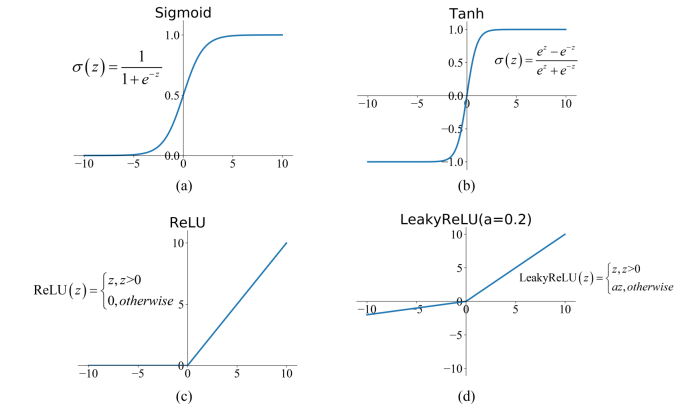 Sigmoid
σ(z) = 1 / (1 + e^{-z})
1.0
0.5
0.0
−10 −5 0 5 10
(a)
Tanh
σ(z) = (e^z − e^{-z}) / (e^z + e^{-z})
1.0
0.5
0.0
−0.5
−1.0
−10 −5 0 5 10
(b)
ReLU
ReLU(z) = { z, z>0
0, otherwise
10
5
0
−10 −5 0 5 10
(c)
LeakyReLU(a=0.2)
LeakyReLU(z) = { z, z>0
az, otherwise
10
5
0
−5
−10
−10 −5 0 5 10
(d)